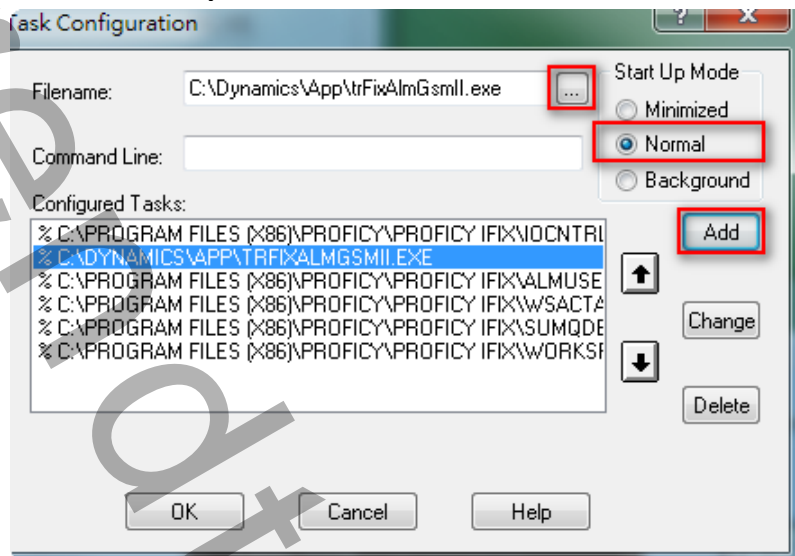 Task Configuration
? X
Filename:
C:\Dynamics\App\trFixAlmGsmII.exe
...
Start Up Mode
Minimized
Normal
Background
Command Line:
Configured Tasks:
% C:\PROGRAM FILES (X86)\PROFICY\PROFICY IFIX\IOCNTRL
% C:\DYNAMICS\APP\TRFIXALMGSMII.EXE
% C:\PROGRAM FILES (X86)\PROFICY\PROFICY IFIX\ALMUSE
% C:\PROGRAM FILES (X86)\PROFICY\PROFICY IFIX\WSACTA
% C:\PROGRAM FILES (X86)\PROFICY\PROFICY IFIX\SUMQDE
% C:\PROGRAM FILES (X86)\PROFICY\PROFICY IFIX\WORKSP
Add
Change
Delete
OK
Cancel
Help